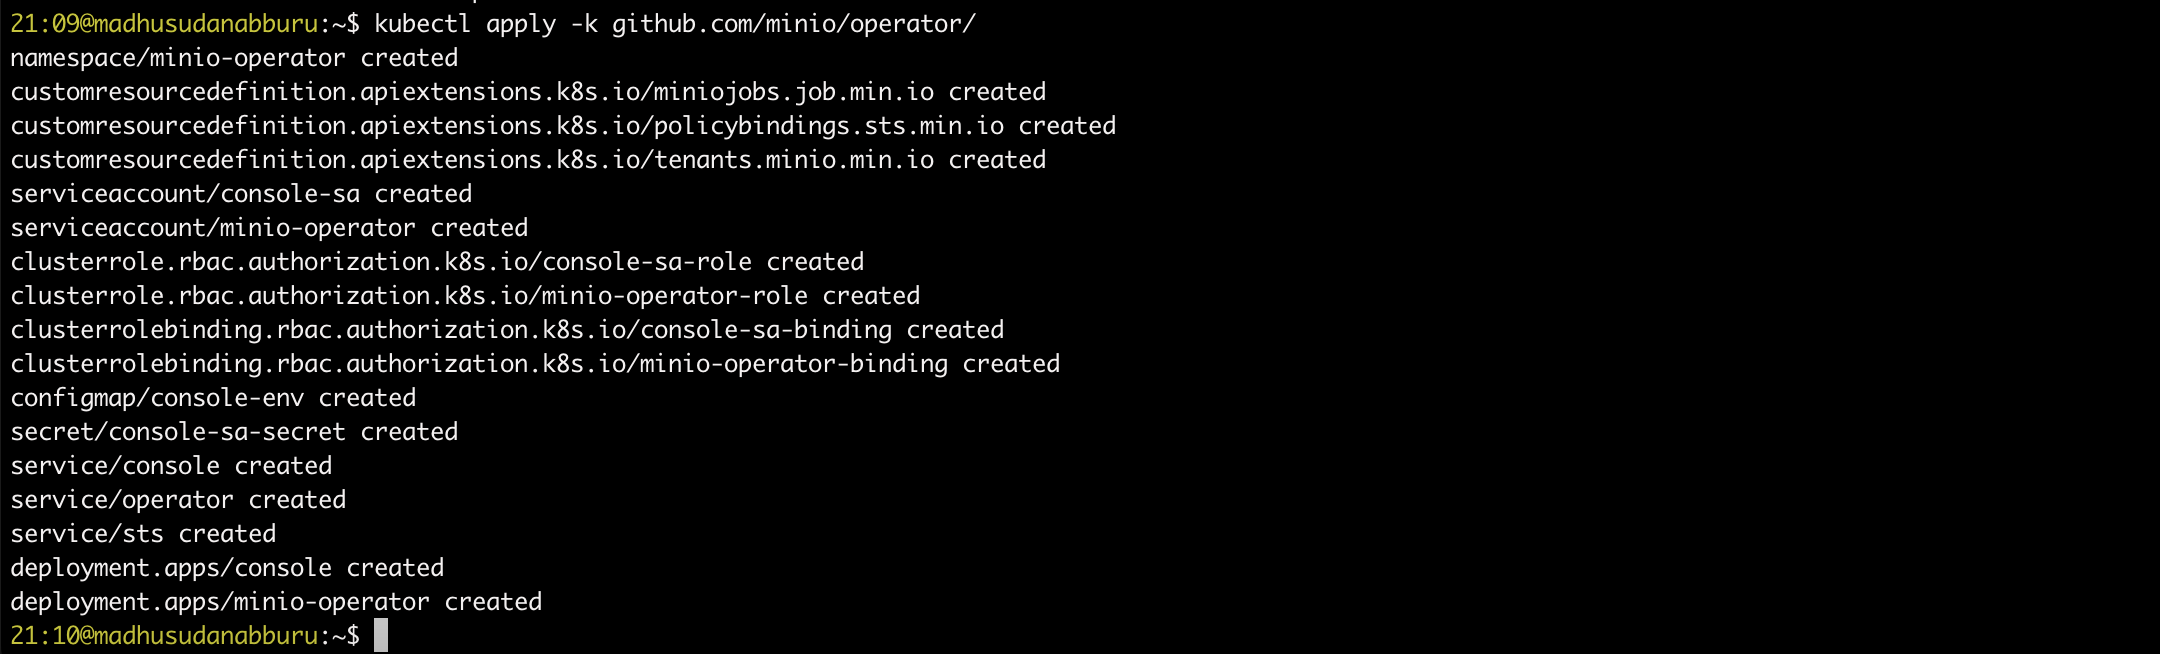 21:09@madhusudanabburu:~$ kubectl apply -k github.com/minio/operator/
namespace/minio-operator created
customresourcedefinition.apiextensions.k8s.io/miniojobs.job.min.io created
customresourcedefinition.apiextensions.k8s.io/policybindings.sts.min.io created
customresourcedefinition.apiextensions.k8s.io/tenants.minio.min.io created
serviceaccount/console-sa created
serviceaccount/minio-operator created
clusterrole.rbac.authorization.k8s.io/console-sa-role created
clusterrole.rbac.authorization.k8s.io/minio-operator-role created
clusterrolebinding.rbac.authorization.k8s.io/console-sa-binding created
clusterrolebinding.rbac.authorization.k8s.io/minio-operator-binding created
configmap/console-env created
secret/console-sa-secret created
service/console created
service/operator created
service/sts created
deployment.apps/console created
deployment.apps/minio-operator created
21:10@madhusudanabburu:~$